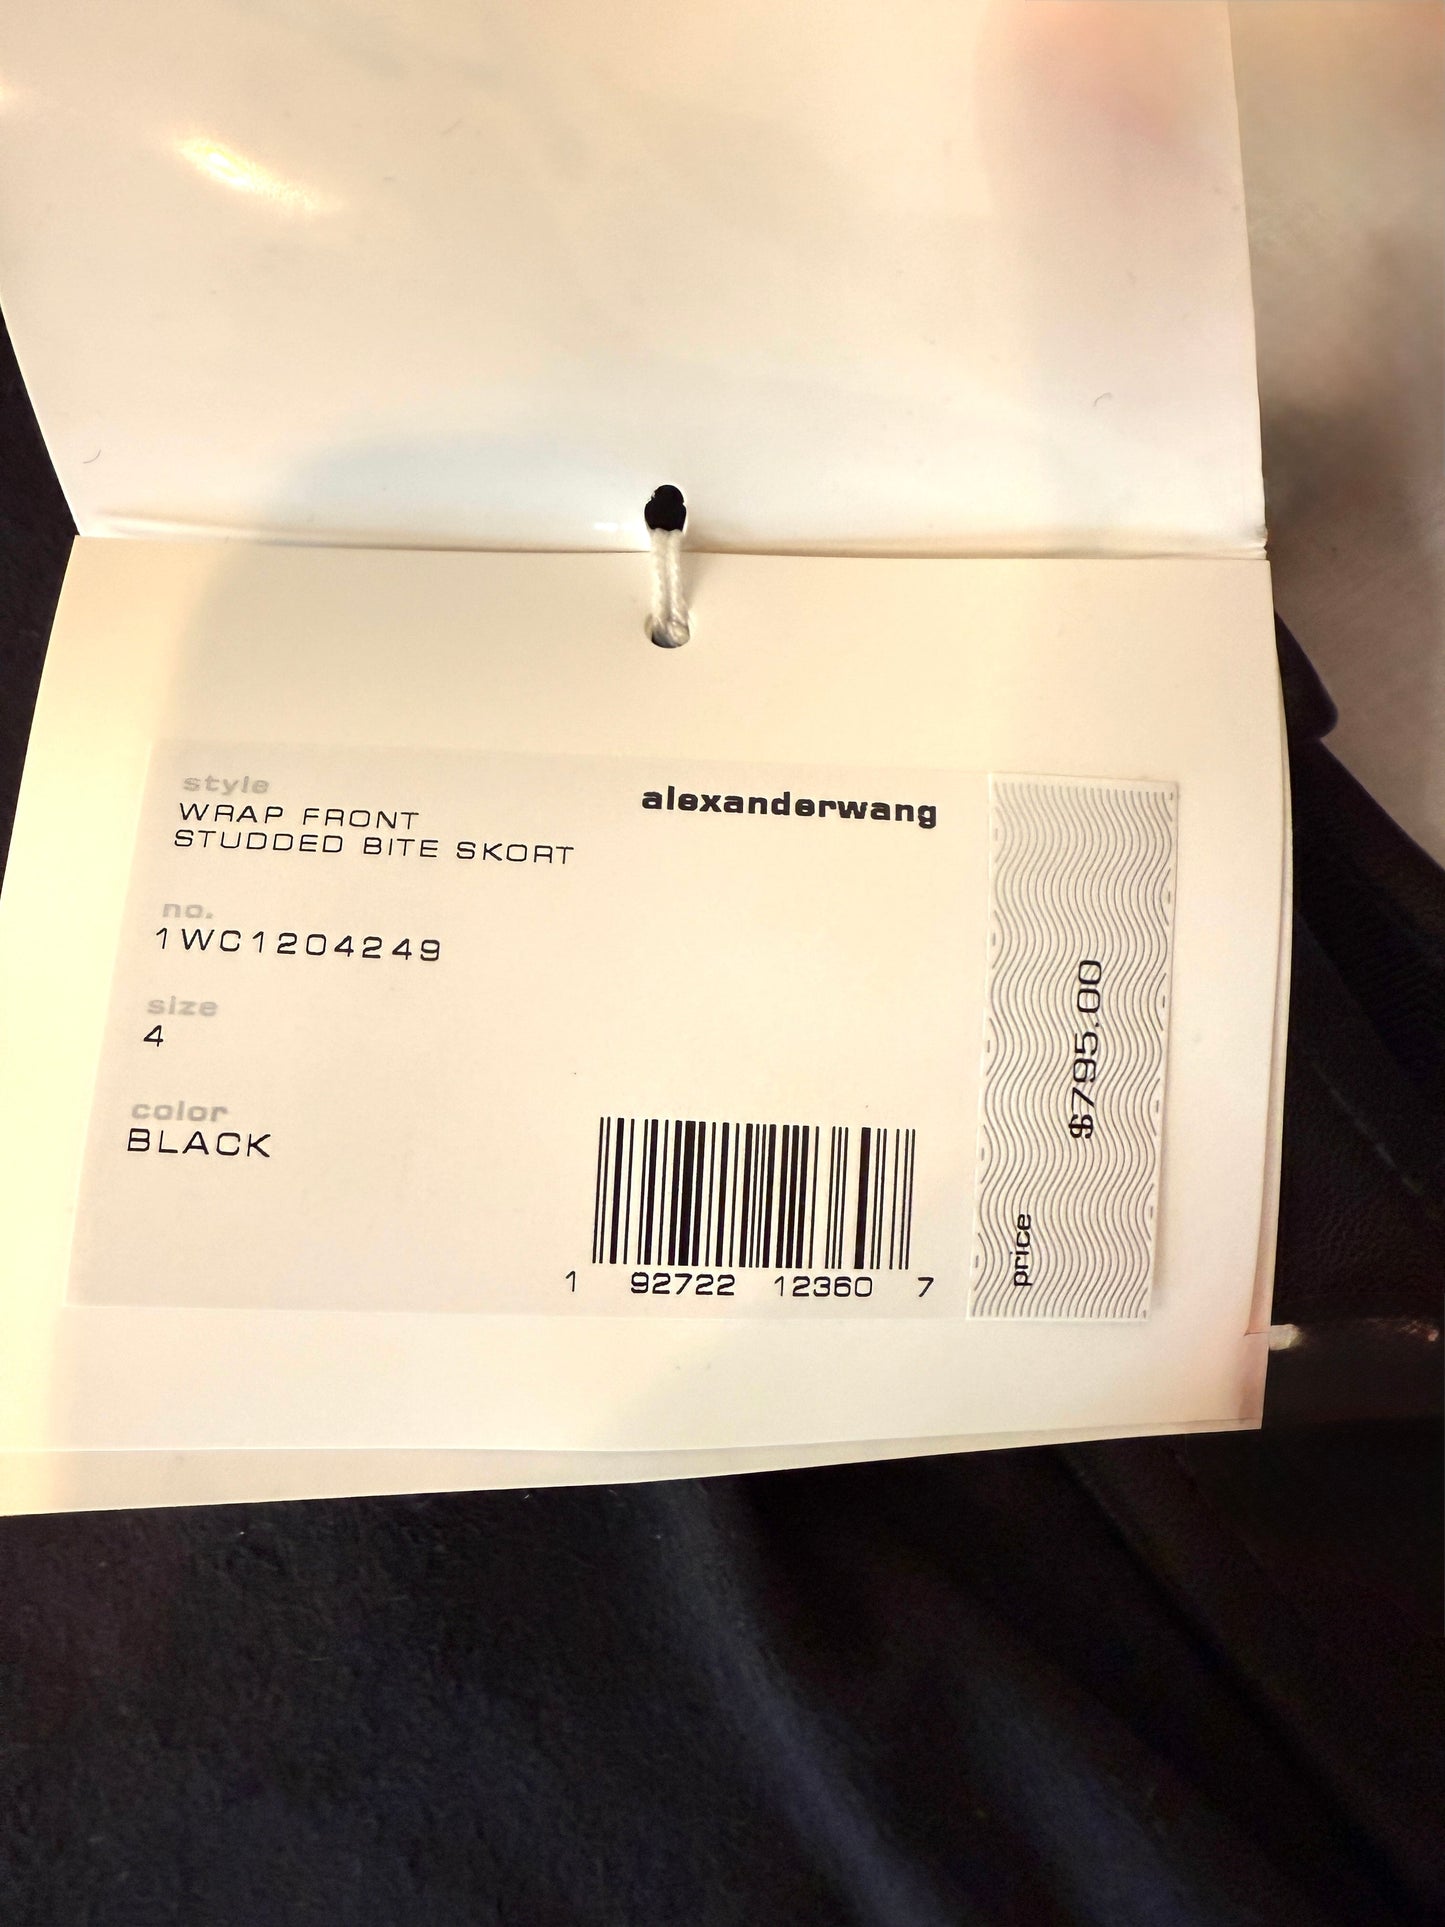 style
WRAP FRONT
STUDDED BITE SKORT
alexanderwang
no.
1WC1204249
size
4
color
BLACK
1 92722 12360 7
price
$795.00